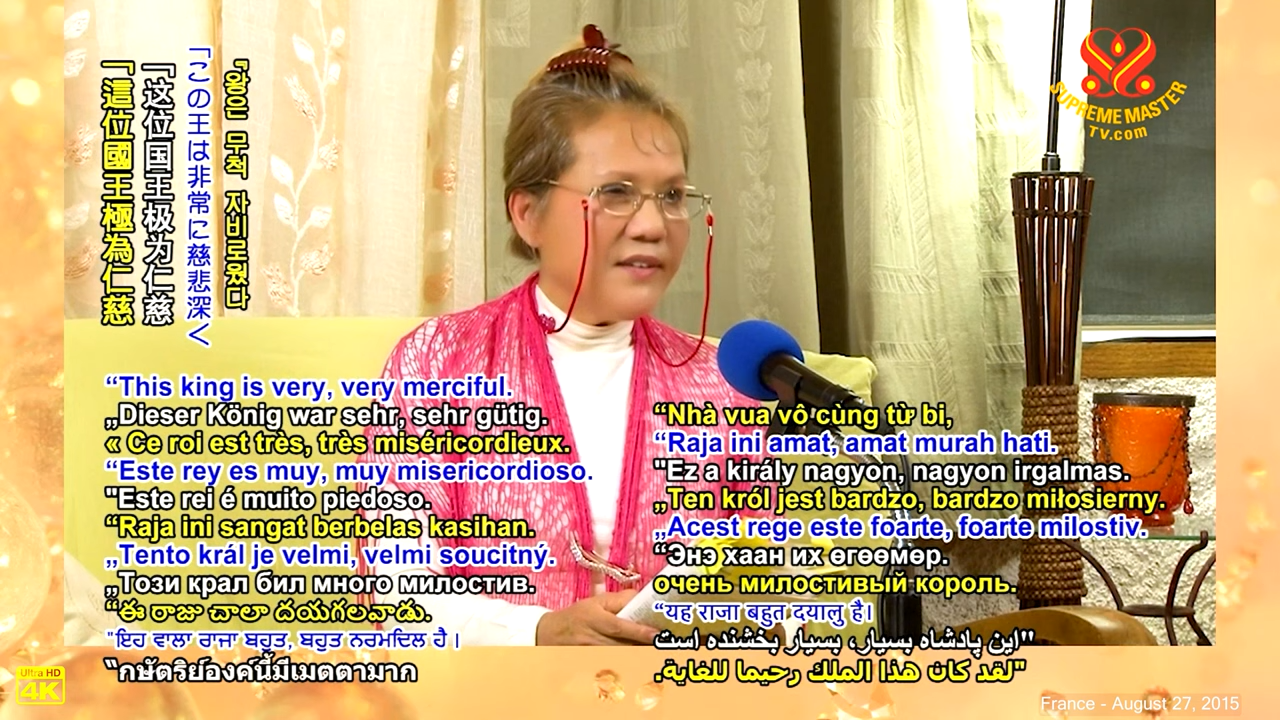 『왕은 무척 자비로웠다
「この王は非常に慈悲深く
『这位国王极为仁慈
「這位國王極為仁慈
SUPREME MASTER
TV.com
“This king is very, very merciful.
„Dieser König war sehr, sehr gütig.
« Ce roi est très, très miséricordieux.
“Este rey es muy, muy misericordioso.
"Este rei é muito piedoso.
“Raja ini sangat berbelas kasihan.
„Tento král je velmi, velmi soucitný.
„Този крал бил много милостив.
“ఈ రాజు చాలా దయగలవాడు.
"ਇਹ ਵਾਲਾ ਰਾਜਾ ਬਹੁਤ, ਬਹੁਤ ਨਰਮਦਿਲ ਹੈ।
“กษัตริย์องค์นี้มีเมตตามาก
“Nhà vua vô cùng từ bi,
“Raja ini amat, amat murah hati.
"Ez a király nagyon, nagyon irgalmas.
„Ten król jest bardzo, bardzo miłosierny.
„Acest rege este foarte, foarte milostiv.
“Энэ хаан их өгөөмөр.
очень милостивый король.
“यह राजा बहुत दयालु है।
"این پادشاه بسیار، بسیار بخشنده است
"لقد كان هذا الملك رحيما للغاية.
Ultra HD
4K
France - August 27, 2015